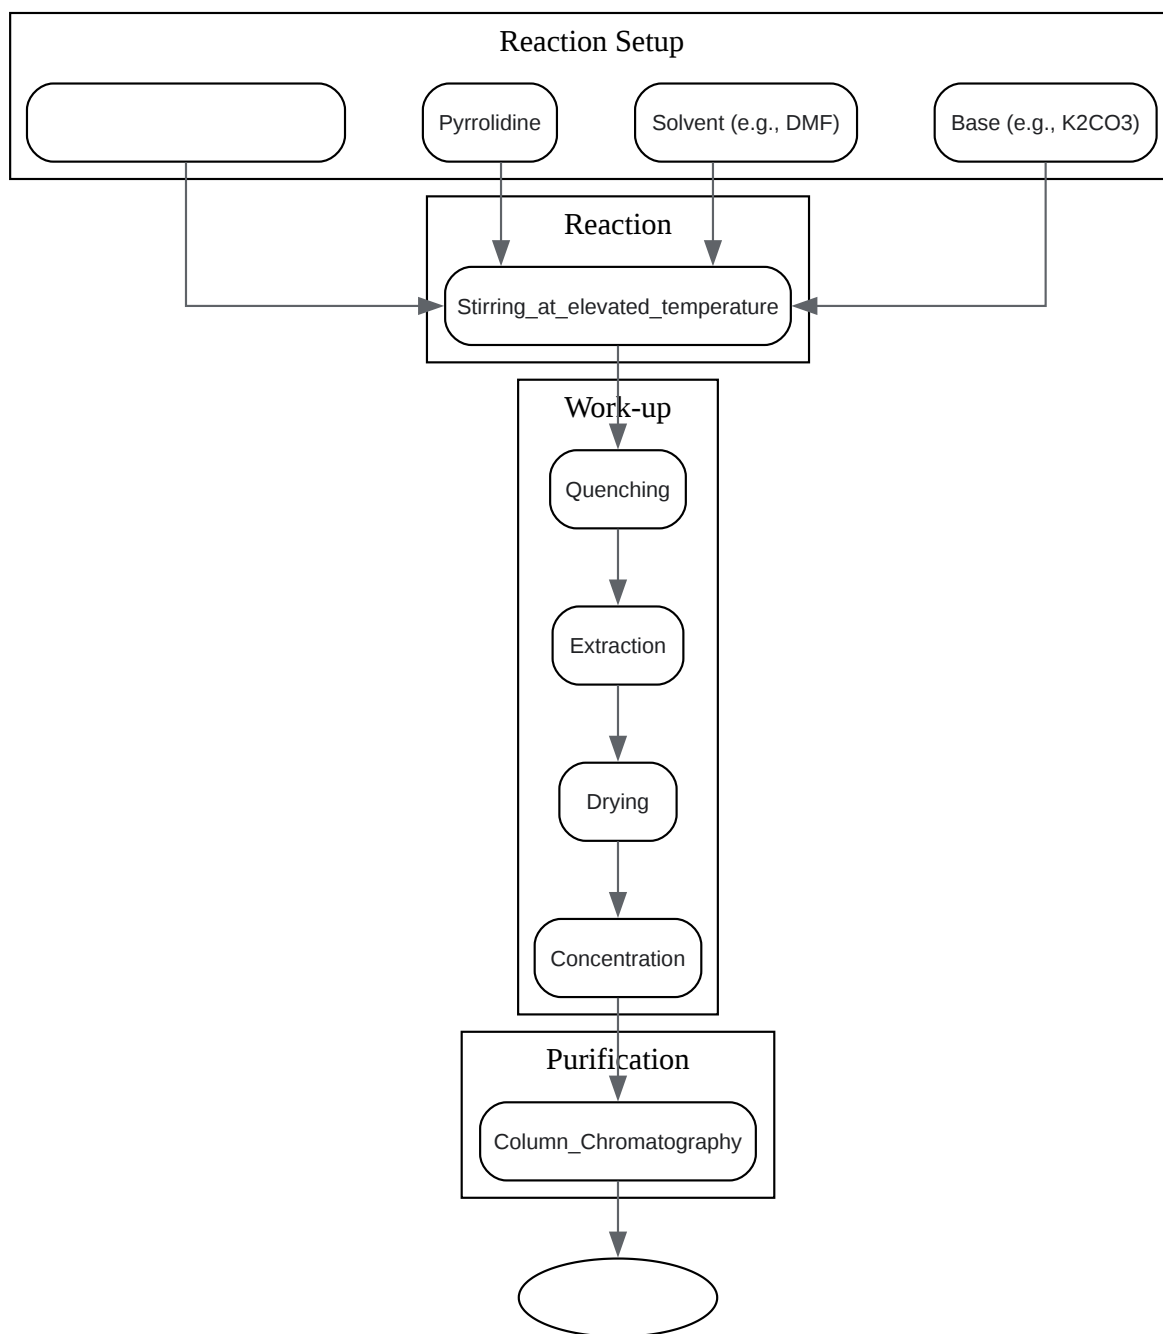 Reaction Setup
Pyrrolidine
Solvent (e.g., DMF)
Base (e.g., K2CO3)
Reaction
Stirring_at_elevated_temperature
Work-up
Quenching
Extraction
Drying
Concentration
Purification
Column_Chromatography